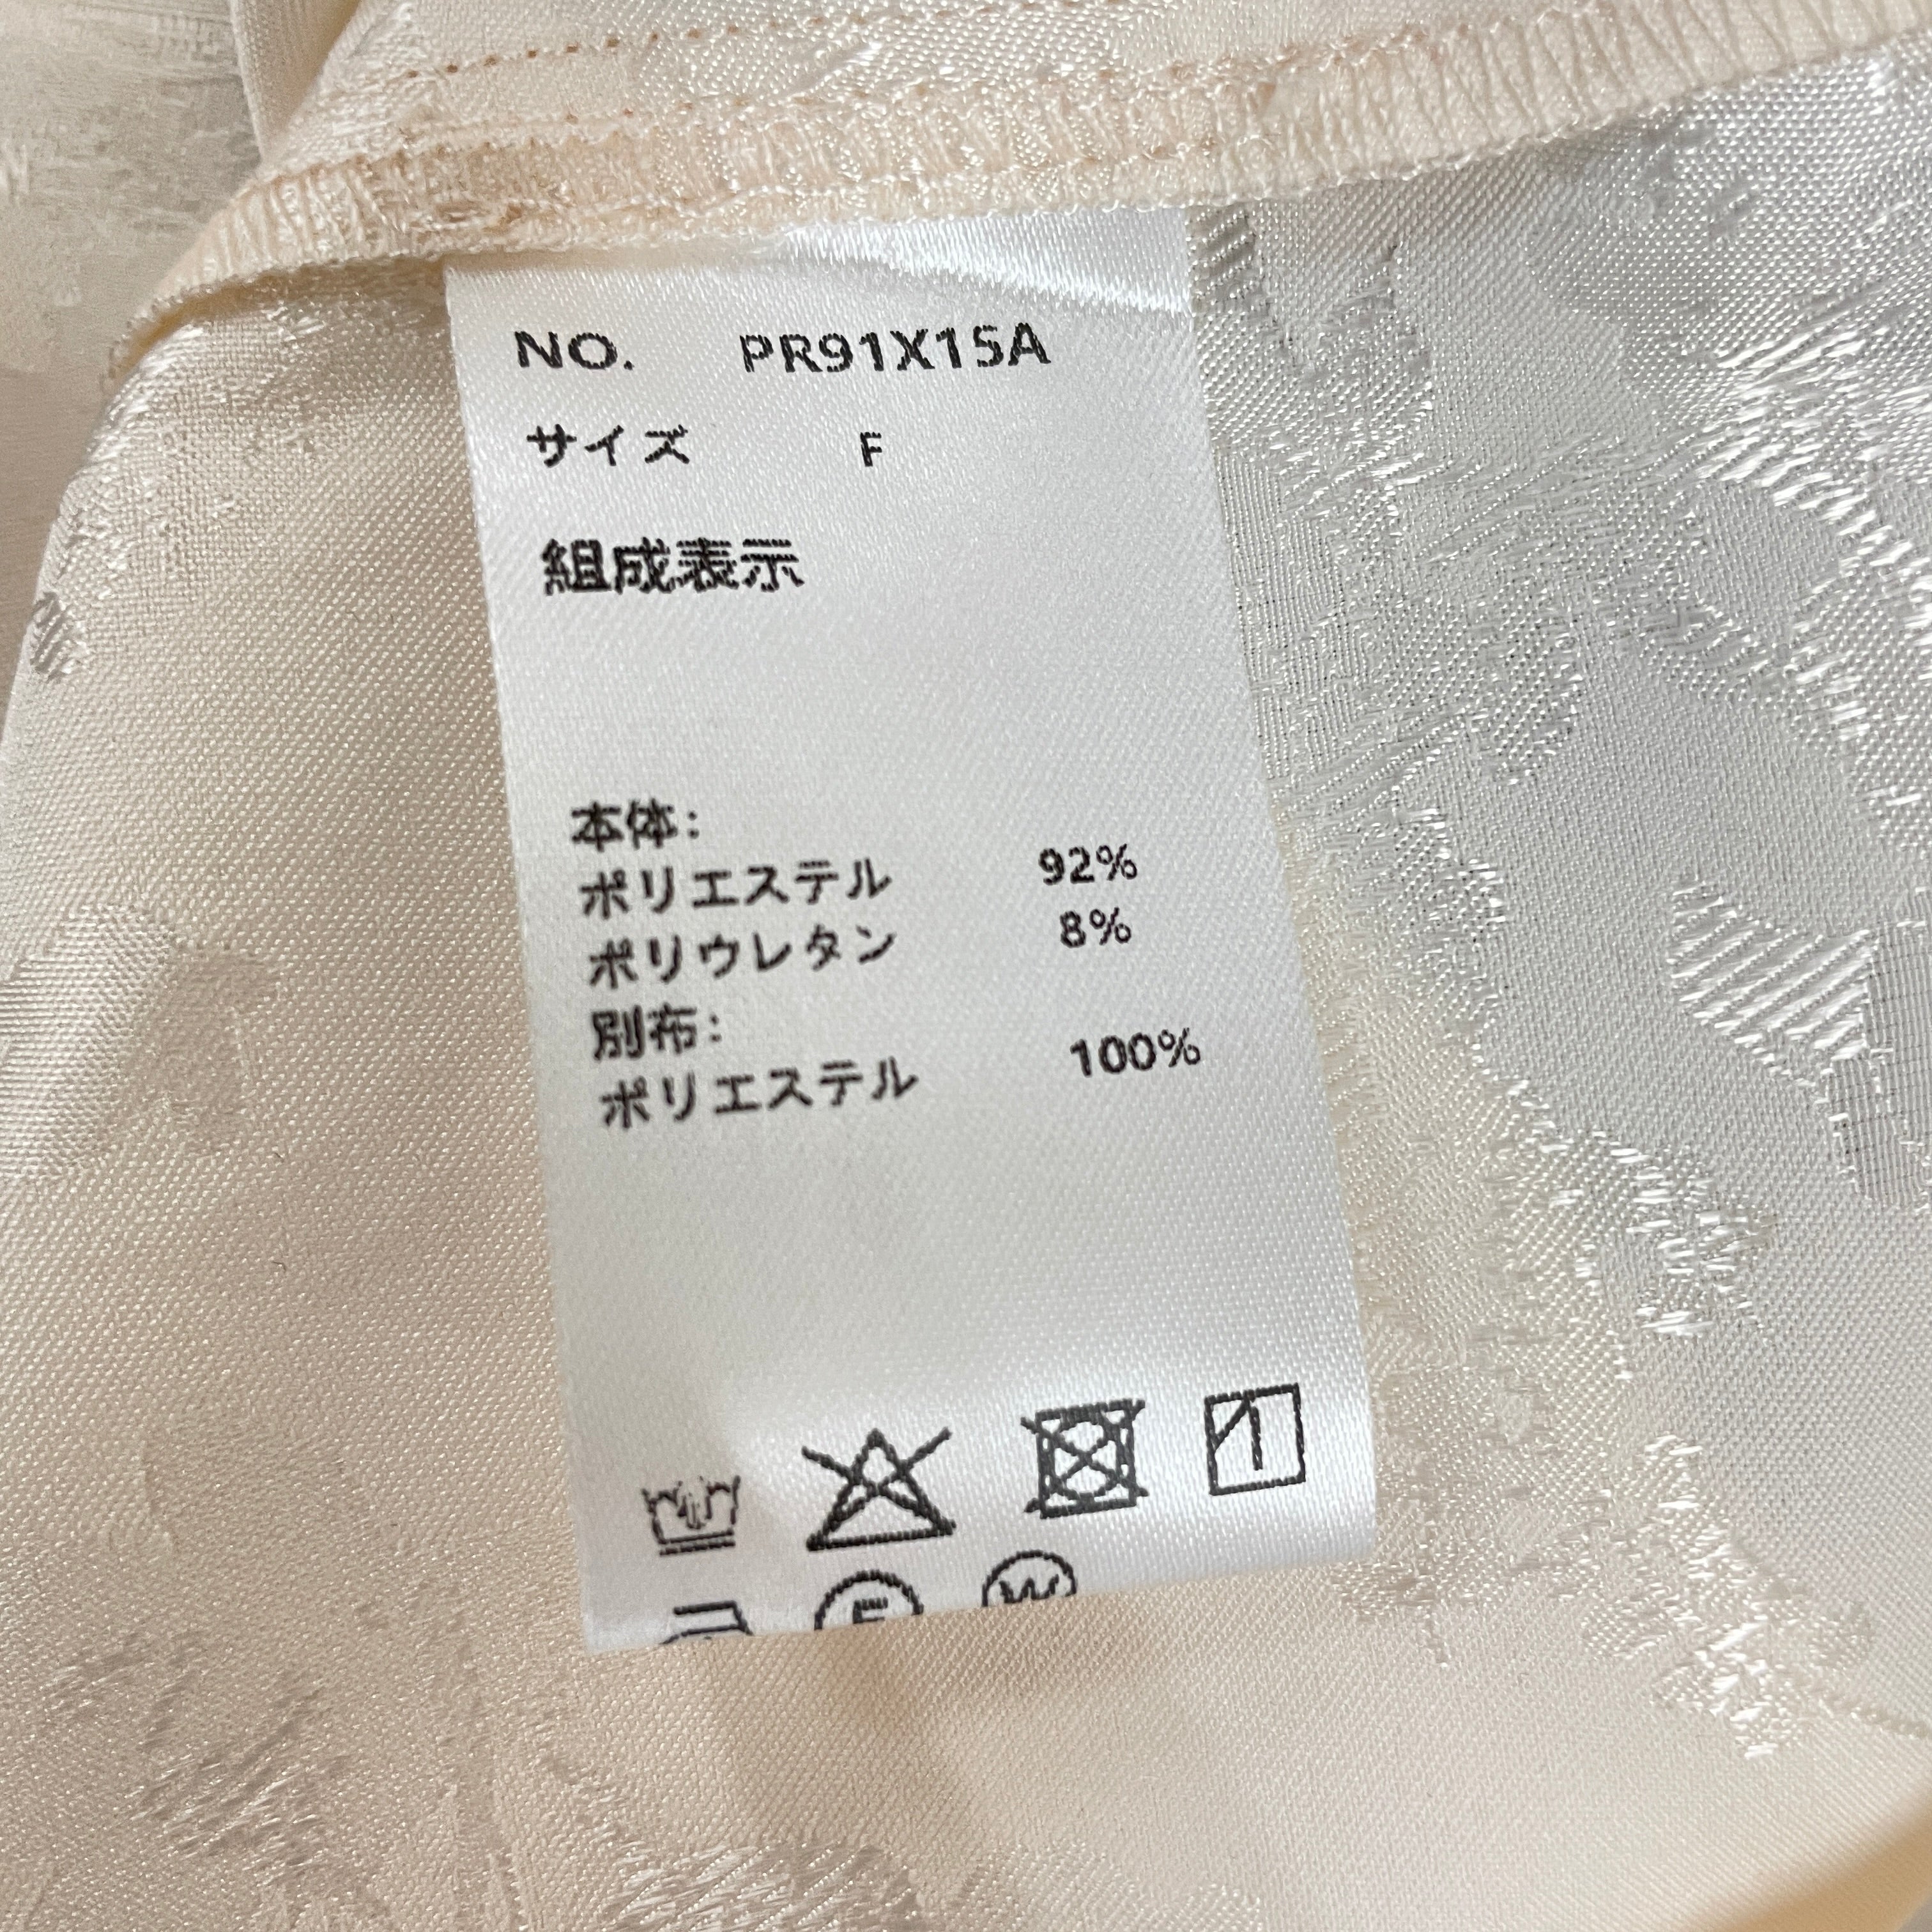 NO. PR91X15A
サイズ F
組成表示
本体:
ポリエステル 92%
ポリウレタン 8%
別布:
ポリエステル 100%
F W